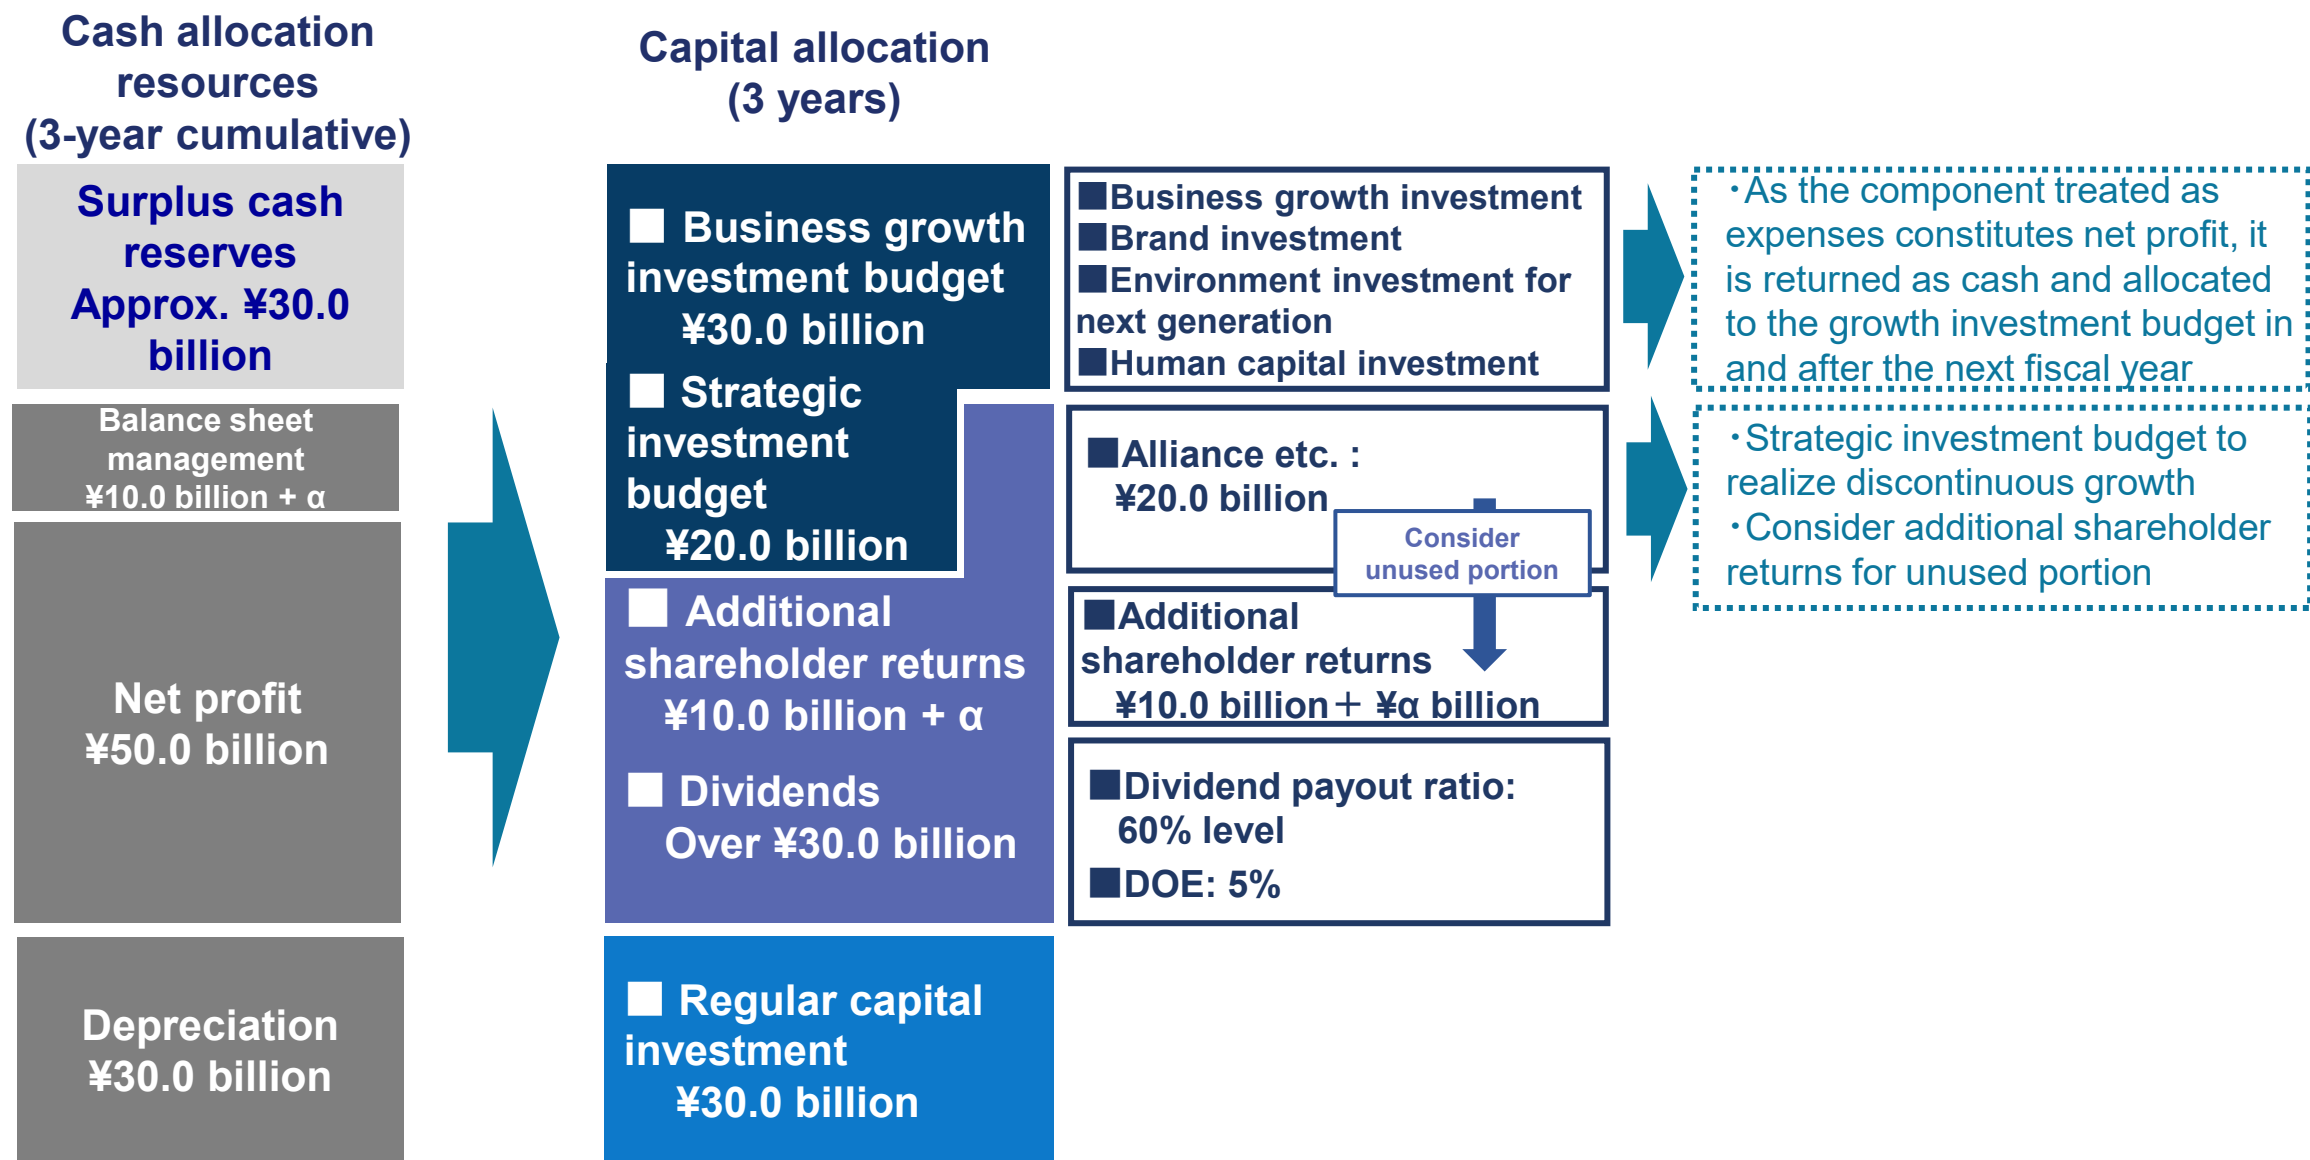 Cash allocation
resources
(3-year cumulative)
Surplus cash
reserves
Approx. ¥30.0
billion
Balance sheet
management
¥10.0 billion + α
Net profit
¥50.0 billion
Depreciation
¥30.0 billion
Capital allocation
(3 years)
■ Business growth
investment budget
¥30.0 billion
■ Strategic
investment
budget
¥20.0 billion
■ Additional
shareholder returns
¥10.0 billion + α
■ Dividends
Over ¥30.0 billion
■ Regular capital
investment
¥30.0 billion
■Business growth investment
■Brand investment
■Environment investment for
next generation
■Human capital investment
■Alliance etc. :
¥20.0 billion
Consider
unused portion
■Additional
shareholder returns
¥10.0 billion＋ ¥α billion
■Dividend payout ratio:
60% level
■DOE: 5%
・As the component treated as
expenses constitutes net profit, it
is returned as cash and allocated
to the growth investment budget in
and after the next fiscal year
・Strategic investment budget to
realize discontinuous growth
・Consider additional shareholder
returns for unused portion